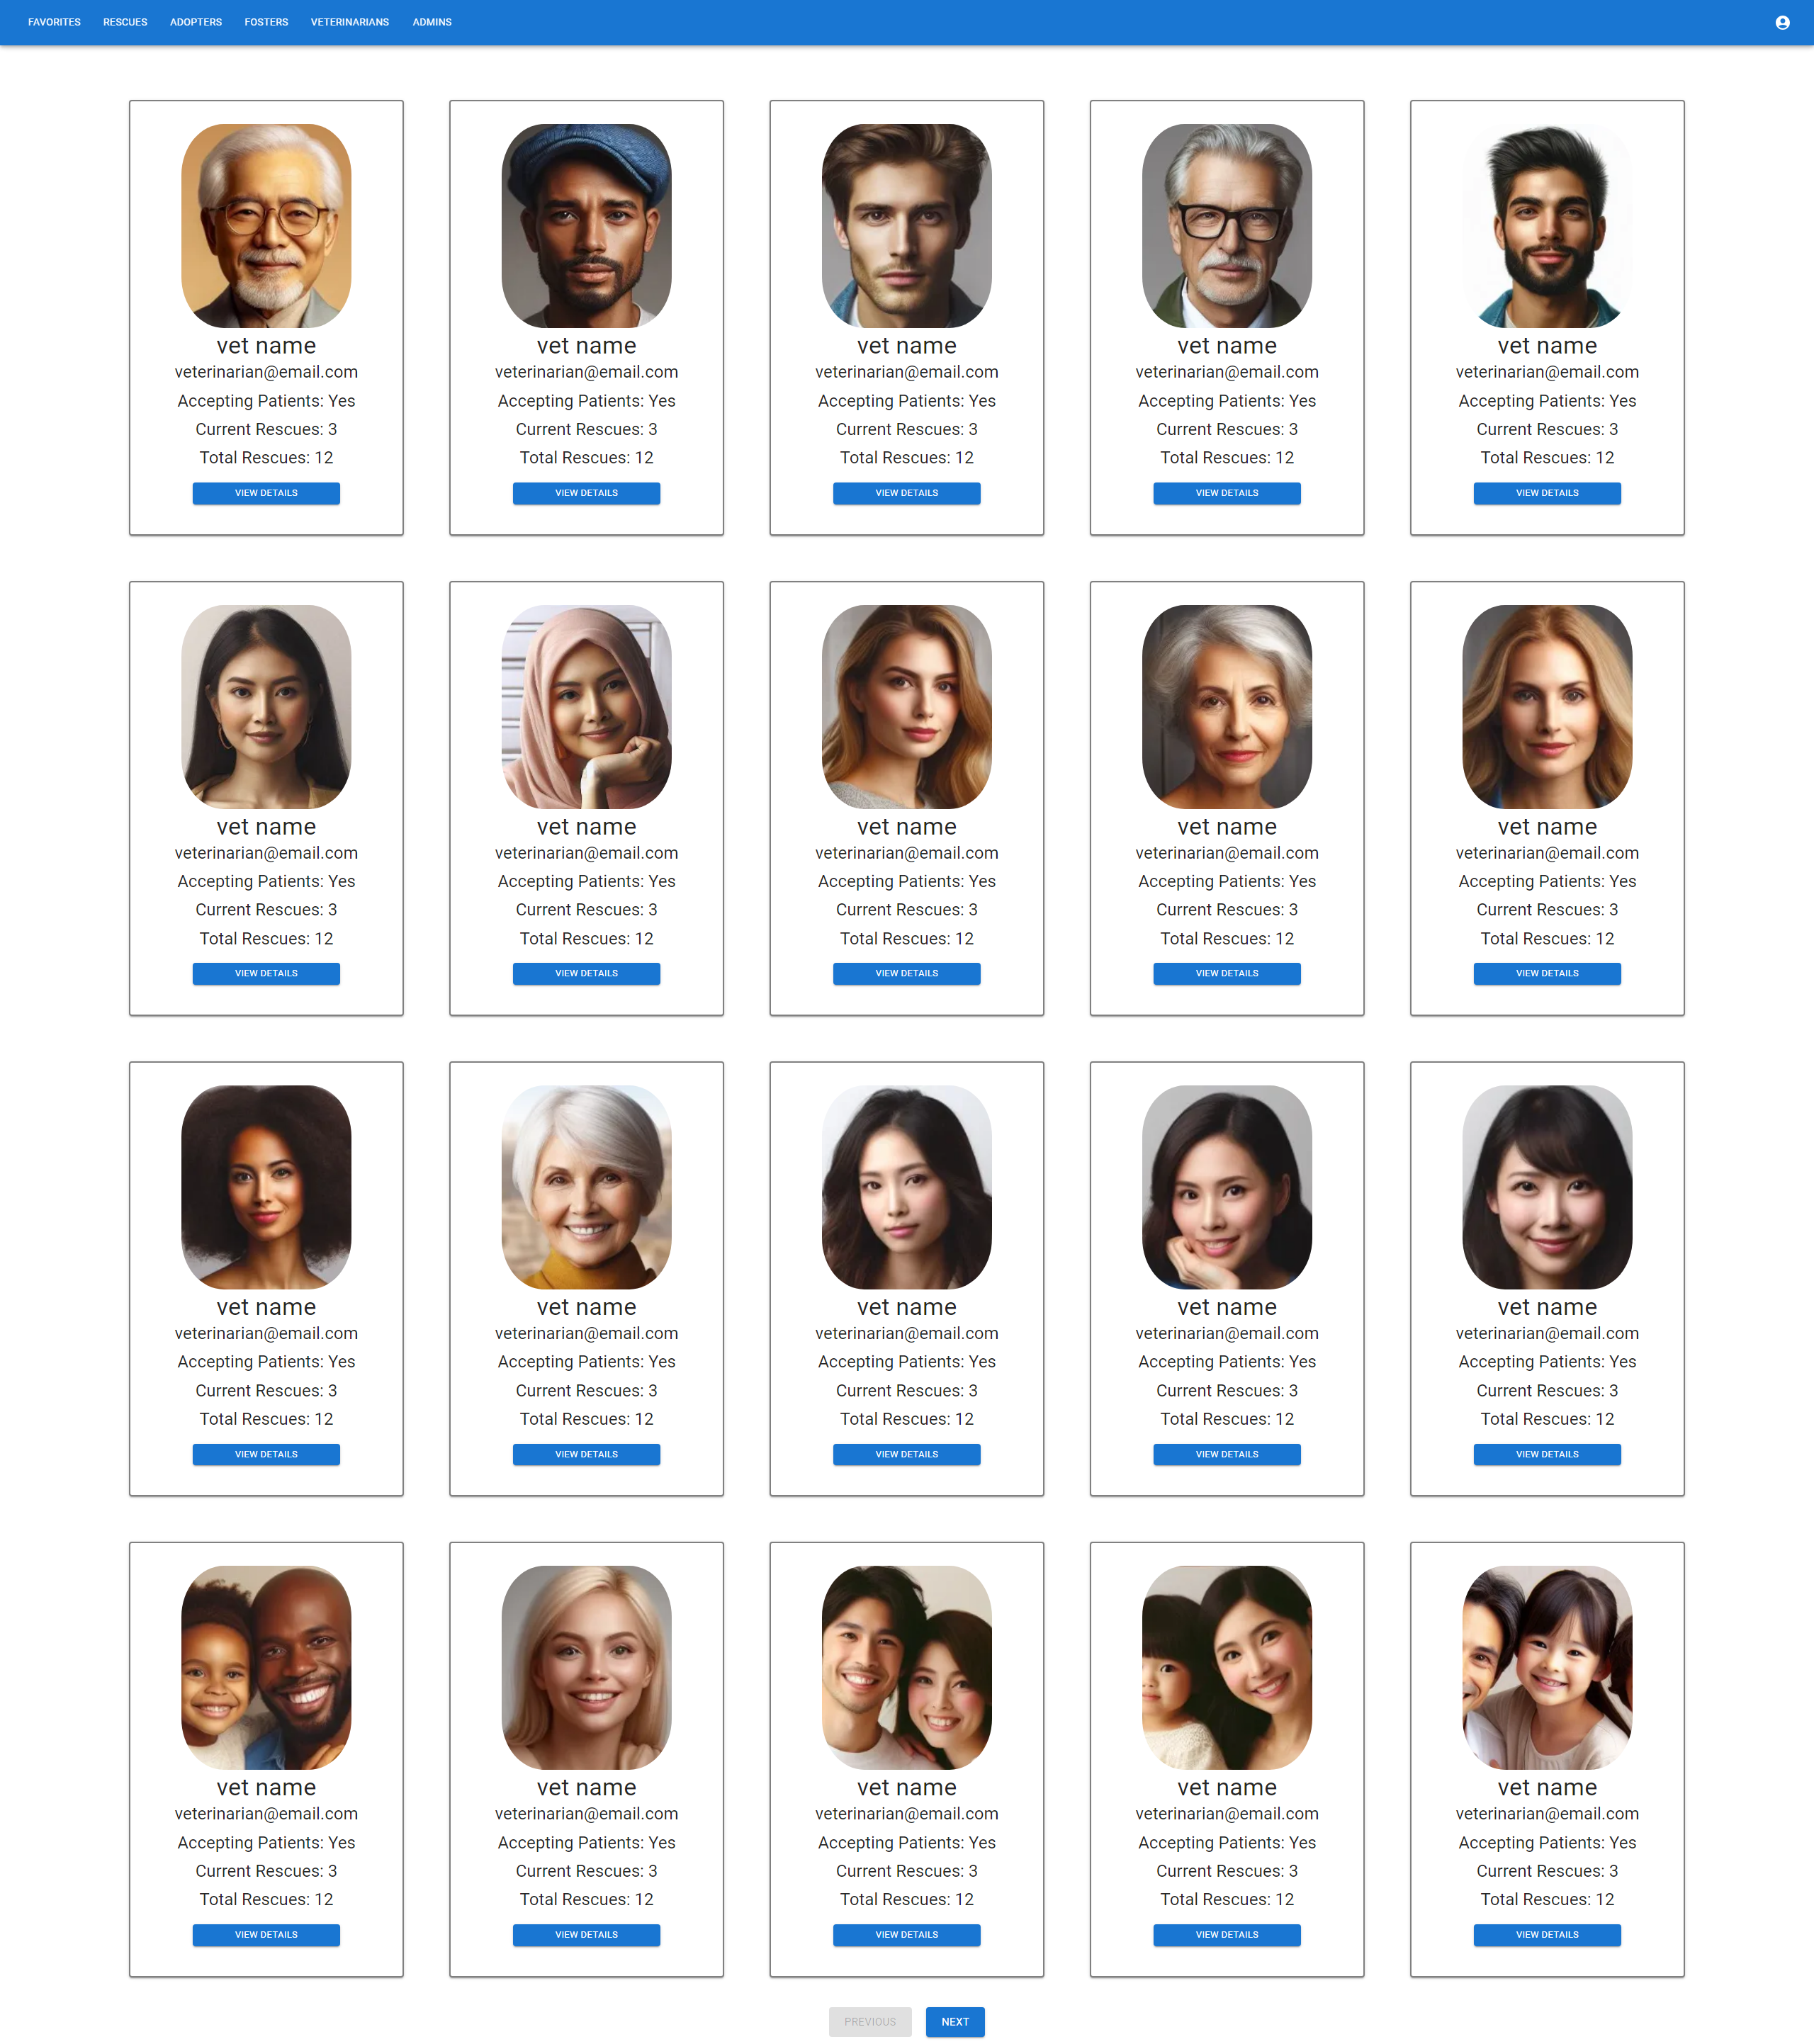 FAVORITES RESCUES ADOPTERS FOSTERS VETERINARIANS ADMINS
vet name vet name vet name vet name vet name
veterinarian@email.com veterinarian@email.com veterinarian@email.com veterinarian@email.com veterinarian@email.com
Accepting Patients: Yes Accepting Patients: Yes Accepting Patients: Yes Accepting Patients: Yes Accepting Patients: Yes
Current Rescues: 3 Current Rescues: 3 Current Rescues: 3 Current Rescues: 3 Current Rescues: 3
Total Rescues: 12 Total Rescues: 12 Total Rescues: 12 Total Rescues: 12 Total Rescues: 12
VIEW DETAILS VIEW DETAILS VIEW DETAILS VIEW DETAILS VIEW DETAILS
vet name vet name vet name vet name vet name
veterinarian@email.com veterinarian@email.com veterinarian@email.com veterinarian@email.com veterinarian@email.com
Accepting Patients: Yes Accepting Patients: Yes Accepting Patients: Yes Accepting Patients: Yes Accepting Patients: Yes
Current Rescues: 3 Current Rescues: 3 Current Rescues: 3 Current Rescues: 3 Current Rescues: 3
Total Rescues: 12 Total Rescues: 12 Total Rescues: 12 Total Rescues: 12 Total Rescues: 12
VIEW DETAILS VIEW DETAILS VIEW DETAILS VIEW DETAILS VIEW DETAILS
vet name vet name vet name vet name vet name
veterinarian@email.com veterinarian@email.com veterinarian@email.com veterinarian@email.com veterinarian@email.com
Accepting Patients: Yes Accepting Patients: Yes Accepting Patients: Yes Accepting Patients: Yes Accepting Patients: Yes
Current Rescues: 3 Current Rescues: 3 Current Rescues: 3 Current Rescues: 3 Current Rescues: 3
Total Rescues: 12 Total Rescues: 12 Total Rescues: 12 Total Rescues: 12 Total Rescues: 12
VIEW DETAILS VIEW DETAILS VIEW DETAILS VIEW DETAILS VIEW DETAILS
vet name vet name vet name vet name vet name
veterinarian@email.com veterinarian@email.com veterinarian@email.com veterinarian@email.com veterinarian@email.com
Accepting Patients: Yes Accepting Patients: Yes Accepting Patients: Yes Accepting Patients: Yes Accepting Patients: Yes
Current Rescues: 3 Current Rescues: 3 Current Rescues: 3 Current Rescues: 3 Current Rescues: 3
Total Rescues: 12 Total Rescues: 12 Total Rescues: 12 Total Rescues: 12 Total Rescues: 12
VIEW DETAILS VIEW DETAILS VIEW DETAILS VIEW DETAILS VIEW DETAILS
PREVIOUS NEXT